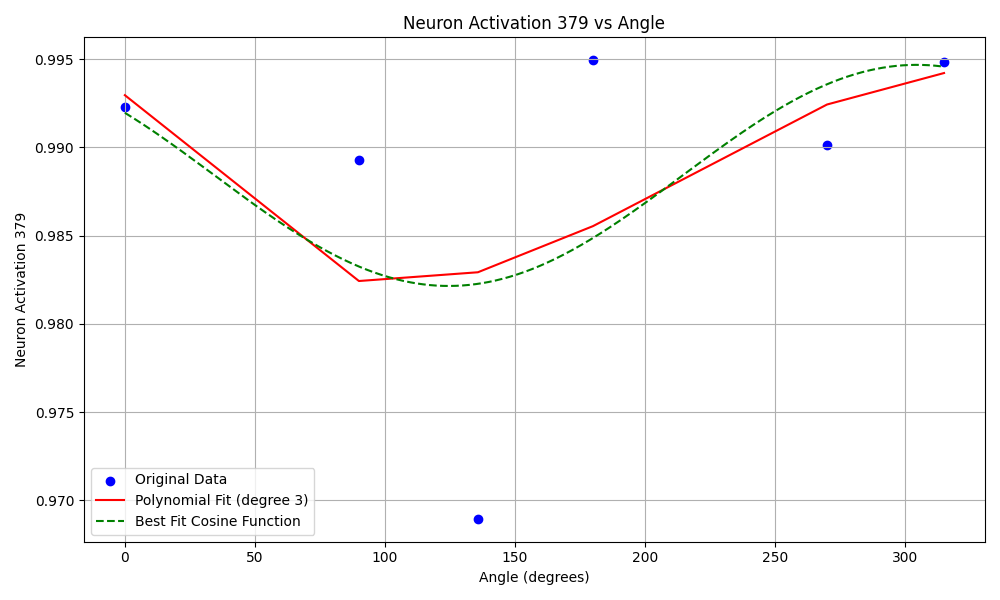 Neuron Activation 379 vs Angle
Neuron Activation 379
0.995
0.990
0.985
0.980
0.975
0.970
Original Data
Polynomial Fit (degree 3)
Best Fit Cosine Function
0 50 100 150 200 250 300
Angle (degrees)